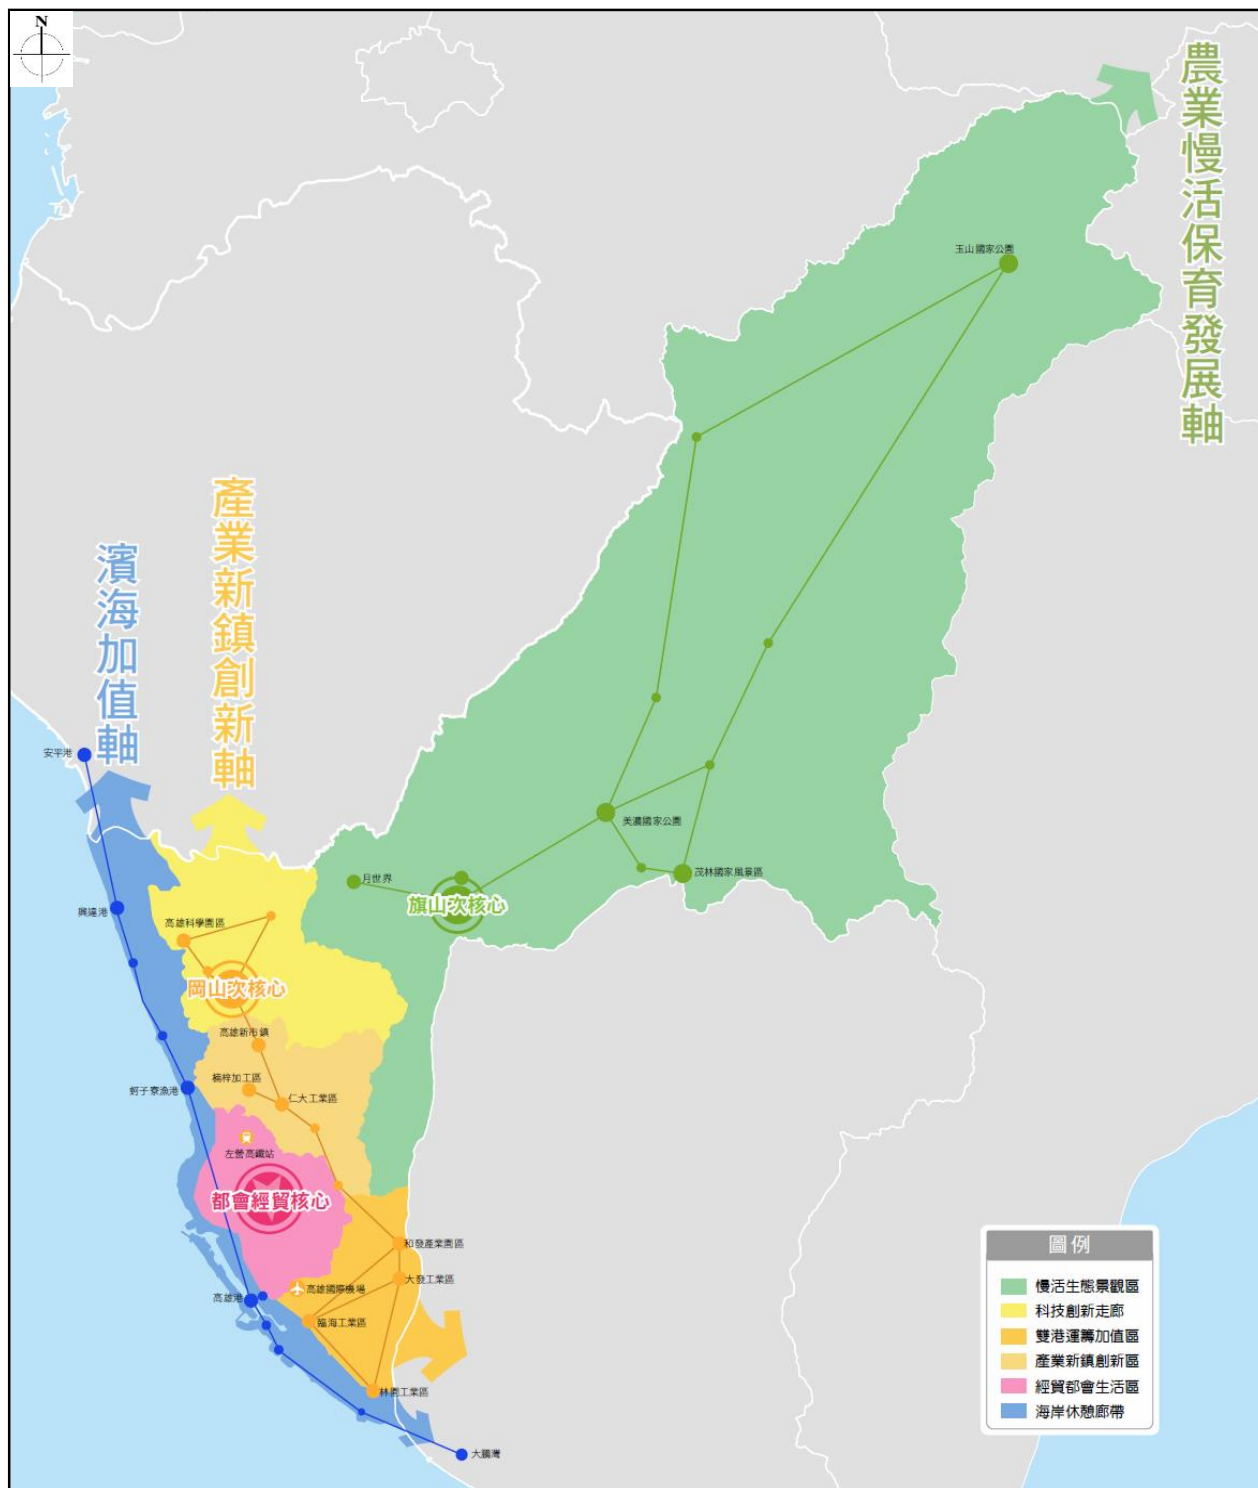 N
農業慢活保育發展軸
玉山國家公園
產業新鎮創新軸
濱海加值軸
安平港
美濃國家公園
茂林國家風景區
月世界
旗山次核心
興達港
高雄科學園區
岡山次核心
高雄新市鎮
楠梓加工區
蚵子寮漁港
仁大工業區
左營高鐵站
都會經貿核心
和發產業園區
大發工業區
高雄國際機場
高雄港
臨海工業區
林園工業區
大鵬灣
圖例
慢活生態景觀區
科技創新走廊
雙港運籌加值區
產業新鎮創新區
經貿都會生活區
海岸休憩廊帶